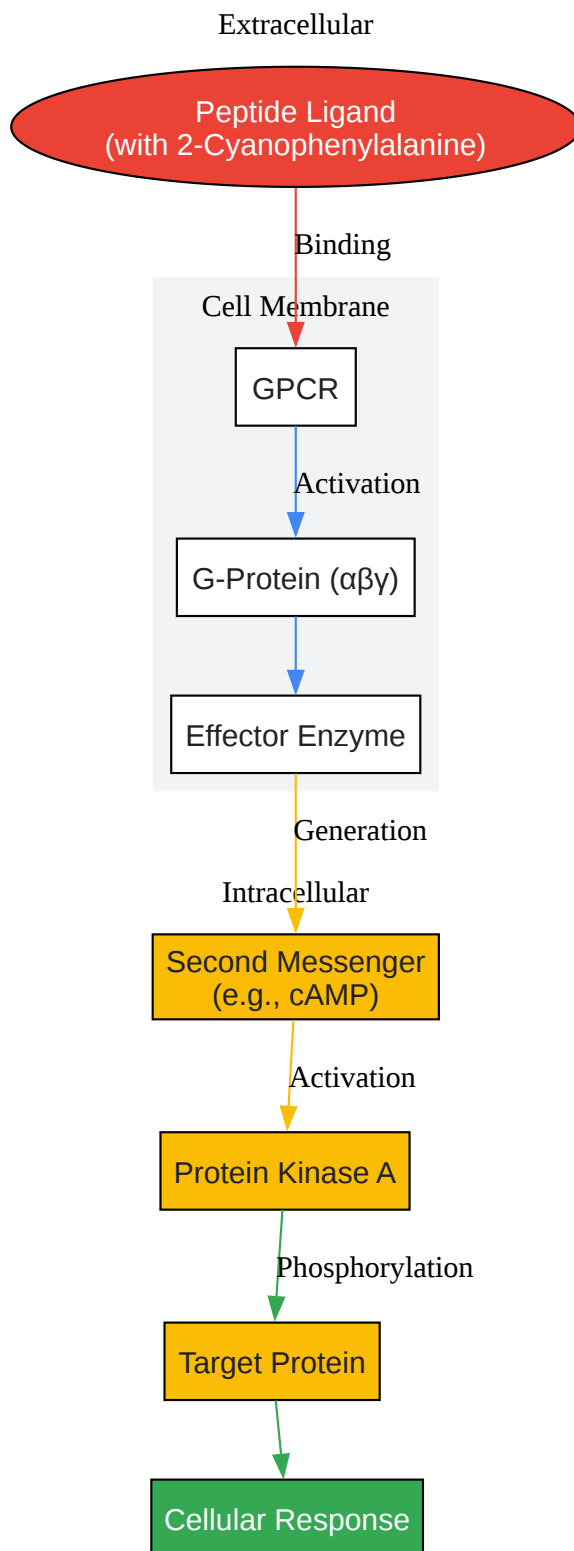 Extracellular
Peptide Ligand
(with 2-Cyanophenylalanine)
Binding
Cell Membrane
GPCR
Activation
G-Protein (αβγ)
Effector Enzyme
Generation
Intracellular
Second Messenger
(e.g., cAMP)
Activation
Protein Kinase A
Phosphorylation
Target Protein
Cellular Response